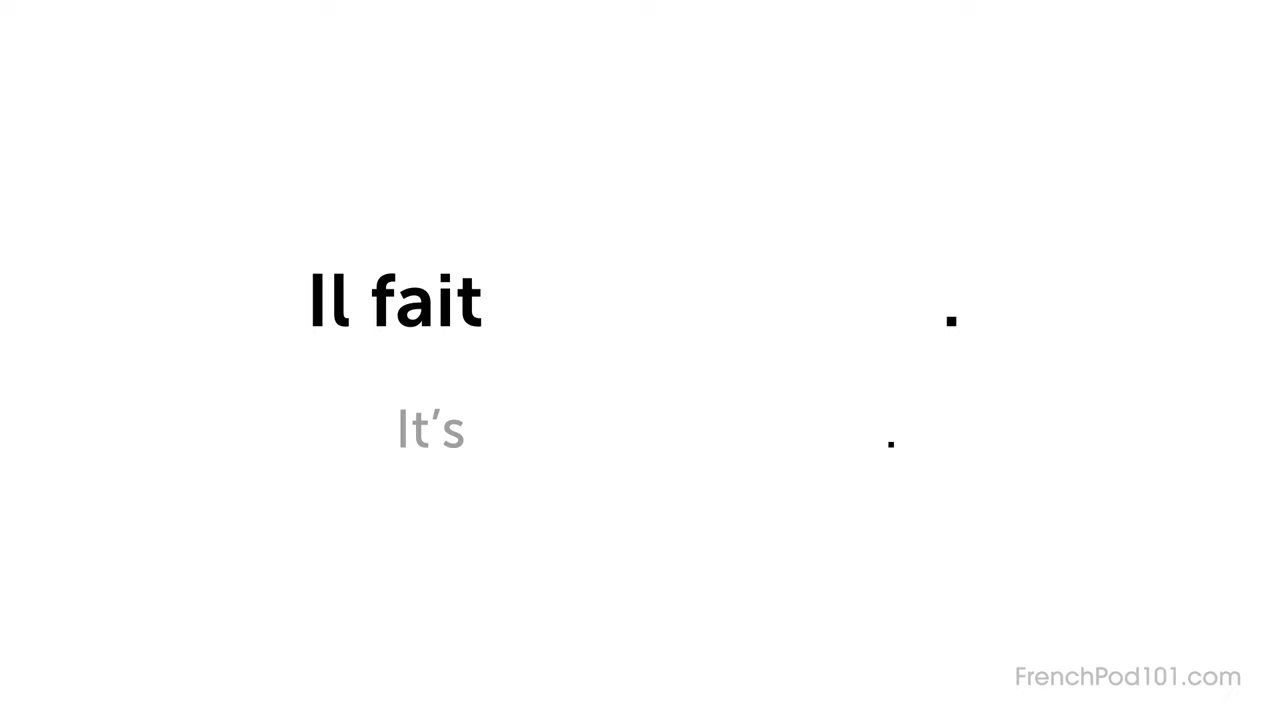 Il fait .
It’s .
FrenchPod101.com